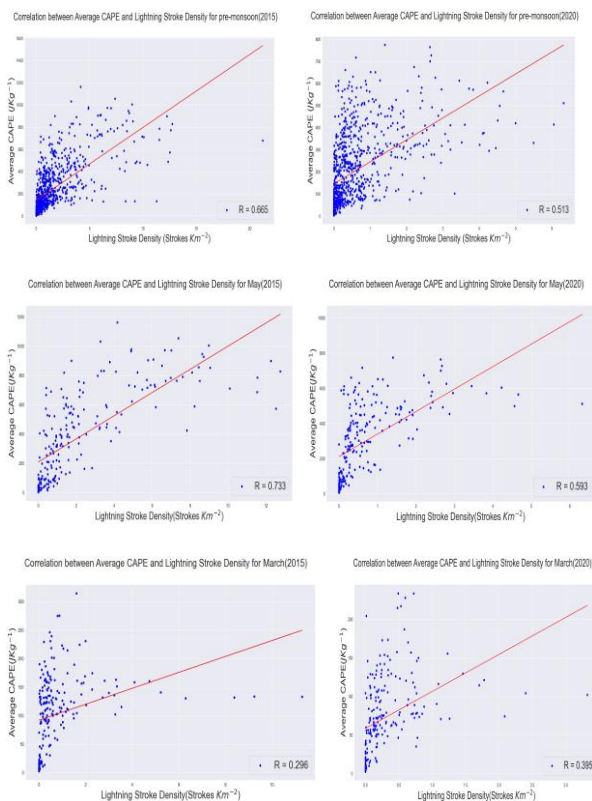 Correlation between Average CAPE and Lightning Stroke Density for pre-monsoon(2015)
Average CAPE (JKg⁻¹)
Lightning Stroke Density (Strokes Km⁻²)
R = 0.665
Correlation between Average CAPE and Lightning Stroke Density for pre-monsoon(2020)
Average CAPE (JKg⁻¹)
Lightning Stroke Density (Strokes Km⁻²)
R = 0.513
Correlation between Average CAPE and Lightning Stroke Density for May(2015)
Average CAPE(JKg⁻¹)
Lightning Stroke Density(Strokes Km⁻²)
R = 0.733
Correlation between Average CAPE and Lightning Stroke Density for May(2020)
Average CAPE(JKg⁻¹)
Lightning Stroke Density(Strokes Km⁻²)
R = 0.593
Correlation between Average CAPE and Lightning Stroke Density for March(2015)
Average CAPE(JKg⁻¹)
Lightning Stroke Density(Strokes Km⁻²)
R = 0.296
Correlation between Average CAPE and Lightning Stroke Density for March(2020)
Average CAPE(JKg⁻¹)
Lightning Stroke Density(Strokes Km⁻²)
R = 0.395